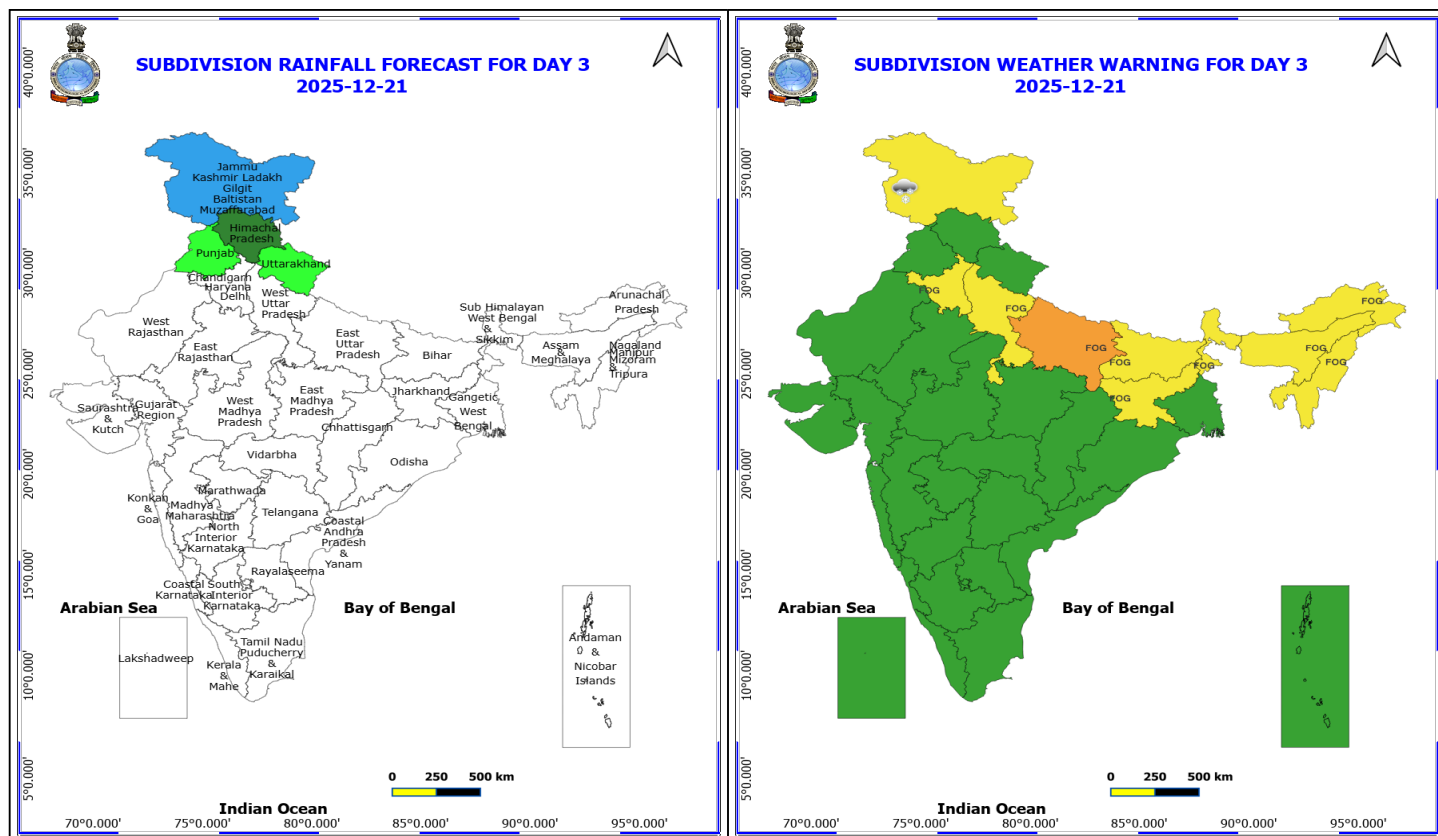 SUBDIVISION RAINFALL FORECAST FOR DAY 3
2025-12-21
40°0.000'
35°0.000'
30°0.000'
25°0.000'
20°0.000'
15°0.000'
10°0.000'
5°0.000'
Jammu
Kashmir Ladakh
Gilgit
Baltistan
Muzaffarabad
Himachal
Pradesh
Punjab
Uttarakhand
Chandigarh
Haryana
Delhi
West
Uttar
Pradesh
West
Rajasthan
East
Rajasthan
East
Uttar
Pradesh
Bihar
Sub Himalayan
West Bengal
&
Sikkim
Arunachal
Pradesh
Assam
&
Meghalaya
Nagaland
Manipur
Mizoram
&
Tripura
Saurashtra
&
Kutch
Gujarat
Region
West
Madhya
Pradesh
East
Madhya
Pradesh
Jharkhand
Gangetic
West
Bengal
Chhattisgarh
Vidarbha
Odisha
Konkan
&
Goa
Madhya
Maharashtra
Marathwada
Telangana
North
Interior
Karnataka
Coastal
Andhra
Pradesh
&
Yanam
Rayalaseema
Coastal
Karnataka
South
Interior
Karnataka
Tamil Nadu
Puducherry
&
Karaikal
Kerala
&
Mahe
Lakshadweep
Andaman
&
Nicobar
Islands
Arabian Sea
Bay of Bengal
Indian Ocean
0 250 500 km
70°0.000' 75°0.000' 80°0.000' 85°0.000' 90°0.000' 95°0.000'
SUBDIVISION WEATHER WARNING FOR DAY 3
2025-12-21
40°0.000'
35°0.000'
30°0.000'
25°0.000'
20°0.000'
15°0.000'
10°0.000'
5°0.000'
FOG
FOG
FOG
FOG
FOG
FOG
FOG
FOG
FOG
Arabian Sea
Bay of Bengal
Indian Ocean
0 250 500 km
70°0.000' 75°0.000' 80°0.000' 85°0.000' 90°0.000' 95°0.000'